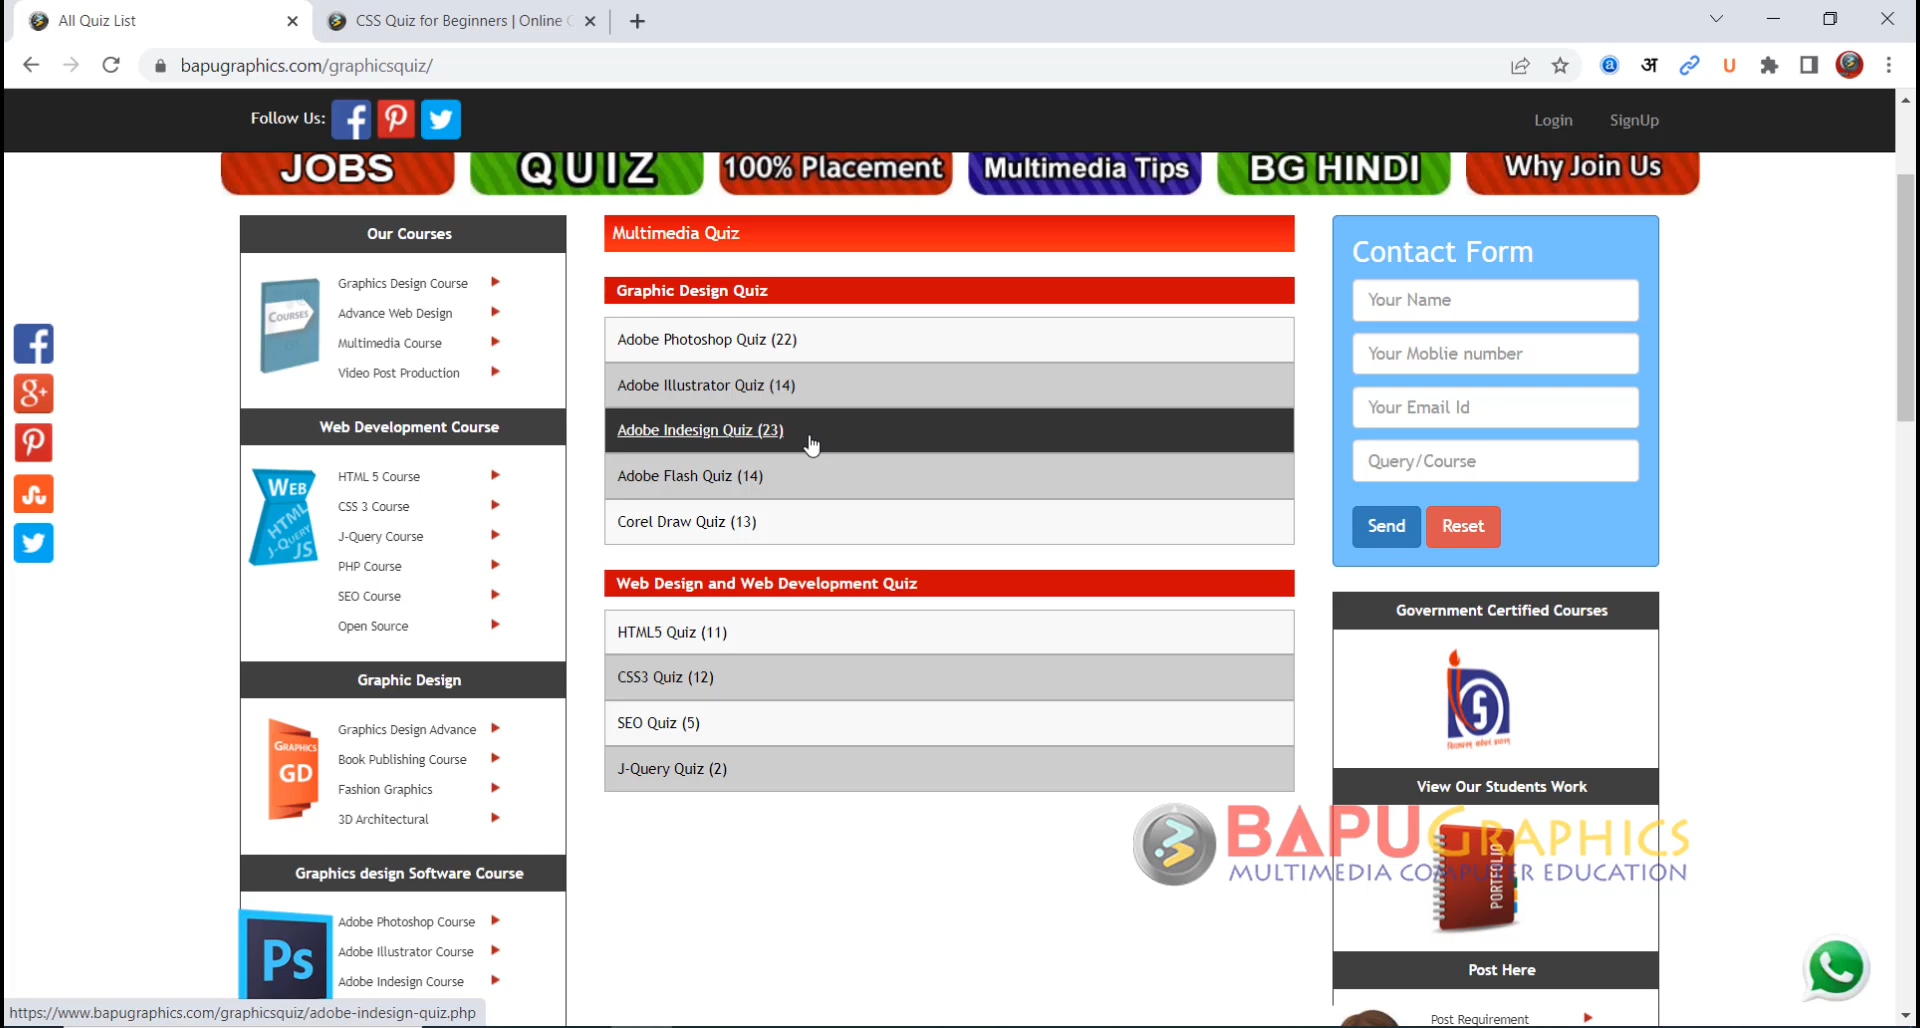 All Quiz List
CSS Quiz for Beginners | Online
bapugraphics.com/graphicsquiz/
a
अ
U
Follow Us:
Login
SignUp
JOBS
QUIZ
100% Placement
Multimedia Tips
BG HINDI
Why Join Us
Our Courses
COURSES
Graphics Design Course
Advance Web Design
Multimedia Course
Video Post Production
Web Development Course
WEB
HTML
J-QUERY
JS
HTML 5 Course
CSS 3 Course
J-Query Course
PHP Course
SEO Course
Open Source
Graphic Design
GRAPHICS
GD
Graphics Design Advance
Book Publishing Course
Fashion Graphics
3D Architectural
Graphics design Software Course
Ps
Adobe Photoshop Course
Adobe Illustrator Course
Adobe Indesign Course
Multimedia Quiz
Graphic Design Quiz
Adobe Photoshop Quiz (22)
Adobe Illustrator Quiz (14)
Adobe Indesign Quiz (23)
Adobe Flash Quiz (14)
Corel Draw Quiz (13)
Web Design and Web Development Quiz
HTML5 Quiz (11)
CSS3 Quiz (12)
SEO Quiz (5)
J-Query Quiz (2)
Contact Form
Your Name
Your Moblie number
Your Email Id
Query/Course
Send
Reset
Government Certified Courses
View Our Students Work
BAPUGRAPHICS
MULTIMEDIA COMPUTER EDUCATION
PORTFOLIO
Post Here
Post Requirement
https://www.bapugraphics.com/graphicsquiz/adobe-indesign-quiz.php